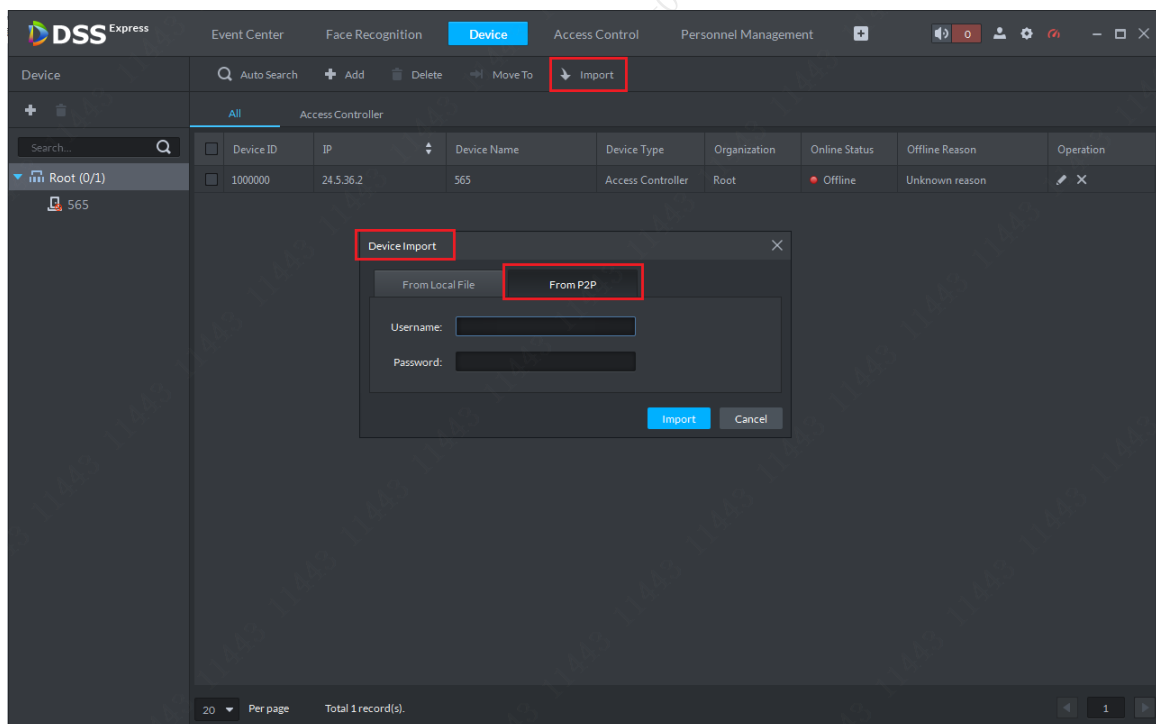 DSS Express
Event Center Face Recognition Device Access Control Personnel Management 0
Device
Auto Search Add Delete Move To Import
All Access Controller
Search...
Device ID IP Device Name Device Type Organization Online Status Offline Reason Operation
Root (0/1)
1000000 24.5.36.2 565 Access Controller Root Offline Unknown reason
565
Device Import
From Local File From P2P
Username:
Password:
Import Cancel
20 Per page Total 1 record(s). 1